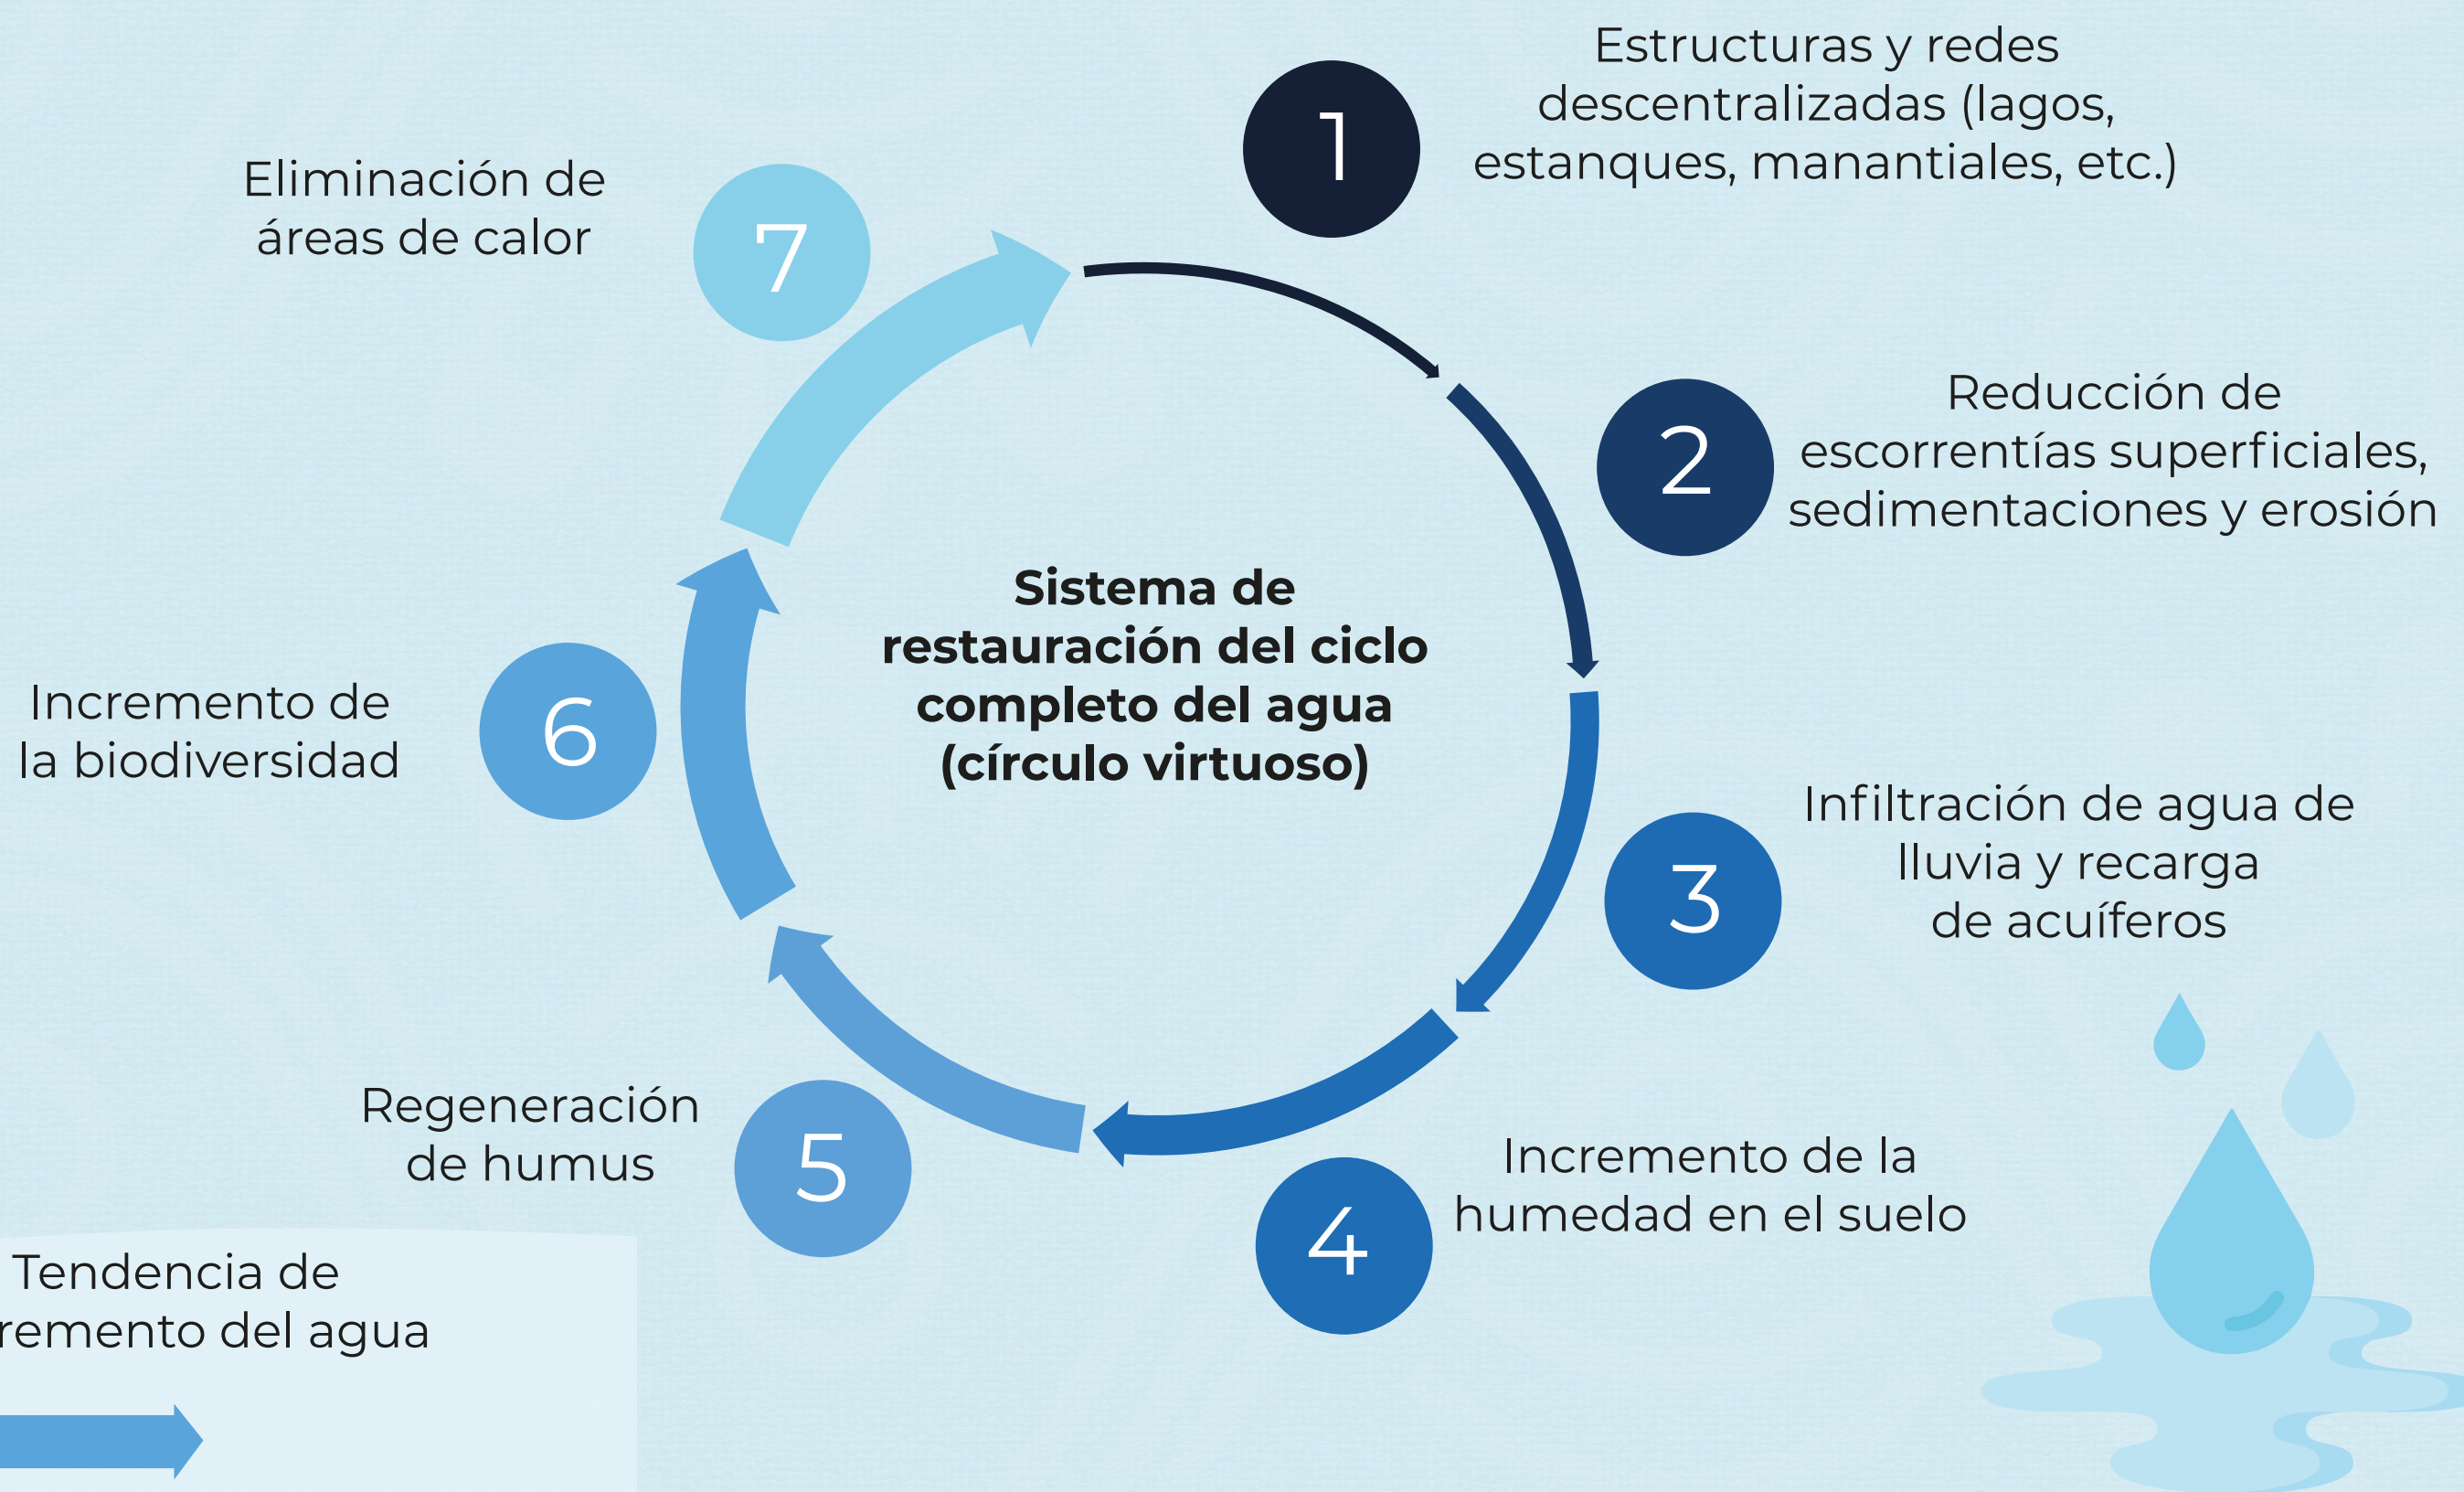 1
Estructuras y redes
descentralizadas (lagos,
estanques, manantiales, etc.)
2
Reducción de
escorrentías superficiales,
sedimentaciones y erosión
3
Infiltración de agua de
lluvia y recarga
de acuíferos
4
Incremento de la
humedad en el suelo
5
Regeneración
de humus
6
Incremento de
la biodiversidad
7
Eliminación de
áreas de calor
Sistema de
restauración del ciclo
completo del agua
(círculo virtuoso)
Tendencia de
del agua